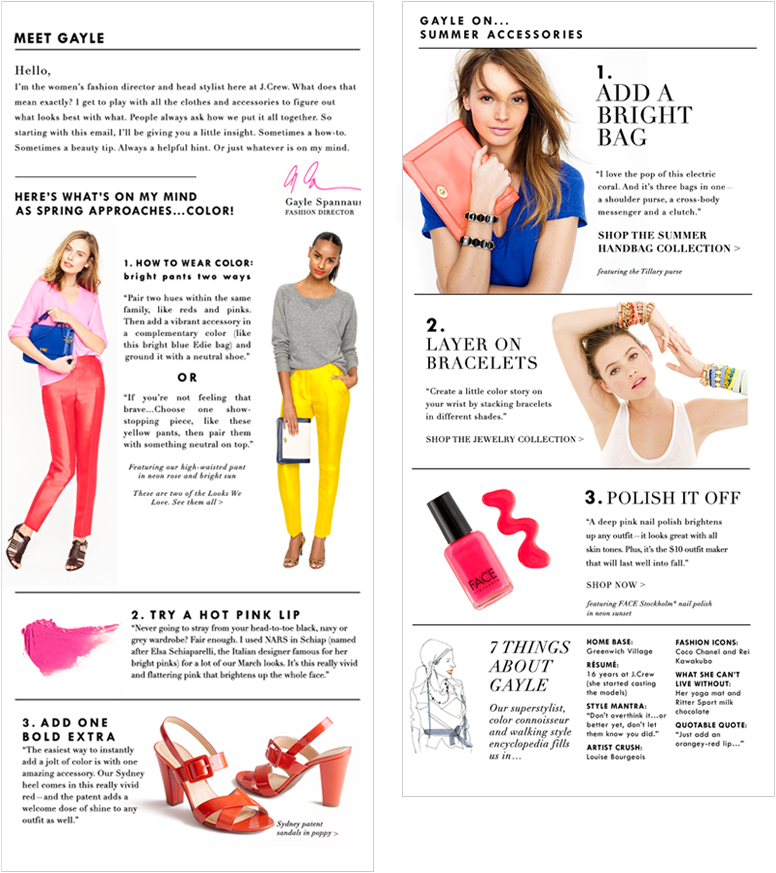 MEET GAYLE
Hello,
I'm the women's fashion director and head stylist here at J.Crew. What does that
mean exactly? I get to play with all the clothes and accessories to figure out
what looks best with what. People always ask how we put it all together. So
starting with this email, I'll be giving you a little insight. Sometimes a how-to.
Sometimes a beauty tip. Always a helpful hint. Or just whatever is on my mind.
Gayle Spannaus
FASHION DIRECTOR
HERE'S WHAT'S ON MY MIND
AS SPRING APPROACHES...COLOR!
1. HOW TO WEAR COLOR:
bright pants two ways
"Pair two hues within the same
family, like reds and pinks.
Then add a vibrant accessory in
a complementary color (like
this bright blue Edie bag) and
ground it with a neutral shoe."
OR
"If you're not feeling that
brave...Choose one show-
stopping piece, like these
yellow pants, then pair them
with something neutral on top."
Featuring our high-waisted pant
in neon rose and bright sun
These are two of the Looks We
Love. See them all >
2. TRY A HOT PINK LIP
"Never going to stray from your head-to-toe black, navy or
grey wardrobe? Fair enough. I used NARS in Schiap (named
after Elsa Schiaparelli, the Italian designer famous for her
bright pinks) for a lot of our March looks. It's this really vivid
and flattering pink that brightens up the whole face."
3. ADD ONE
BOLD EXTRA
"The easiest way to instantly
add a jolt of color is with one
amazing accessory. Our Sydney
heel comes in this really vivid
red—and the patent adds a
welcome dose of shine to any
outfit as well."
Sydney patent
sandals in poppy >
GAYLE ON...
SUMMER ACCESSORIES
1.
ADD A
BRIGHT
BAG
"I love the pop of this electric
coral. And it's three bags in one—
a shoulder purse, a cross-body
messenger and a clutch."
SHOP THE SUMMER
HANDBAG COLLECTION >
featuring the Tillary purse
2.
LAYER ON
BRACELETS
"Create a little color story on
your wrist by stacking bracelets
in different shades."
SHOP THE JEWELRY COLLECTION >
3. POLISH IT OFF
"A deep pink nail polish brightens
up any outfit—it looks great with all
skin tones. Plus, it's the $10 outfit maker
that will last well into fall."
SHOP NOW >
featuring FACE Stockholm® nail polish
in neon sunset
FACE
7 THINGS
ABOUT
GAYLE
Our superstylist,
color connoisseur
and walking style
encyclopedia fills
us in...
HOME BASE:
Greenwich Village
RÉSUMÉ:
16 years at J.Crew
(she started casting
the models)
STYLE MANTRA:
"Don't overthink it...or
better yet, don't let
them know you did."
ARTIST CRUSH:
Louise Bourgeois
FASHION ICONS:
Coco Chanel and Rei
Kawakubo
WHAT SHE CAN'T
LIVE WITHOUT:
Her yoga mat and
Ritter Sport milk
chocolate
QUOTABLE QUOTE:
"Just add an
orangey-red lip..."